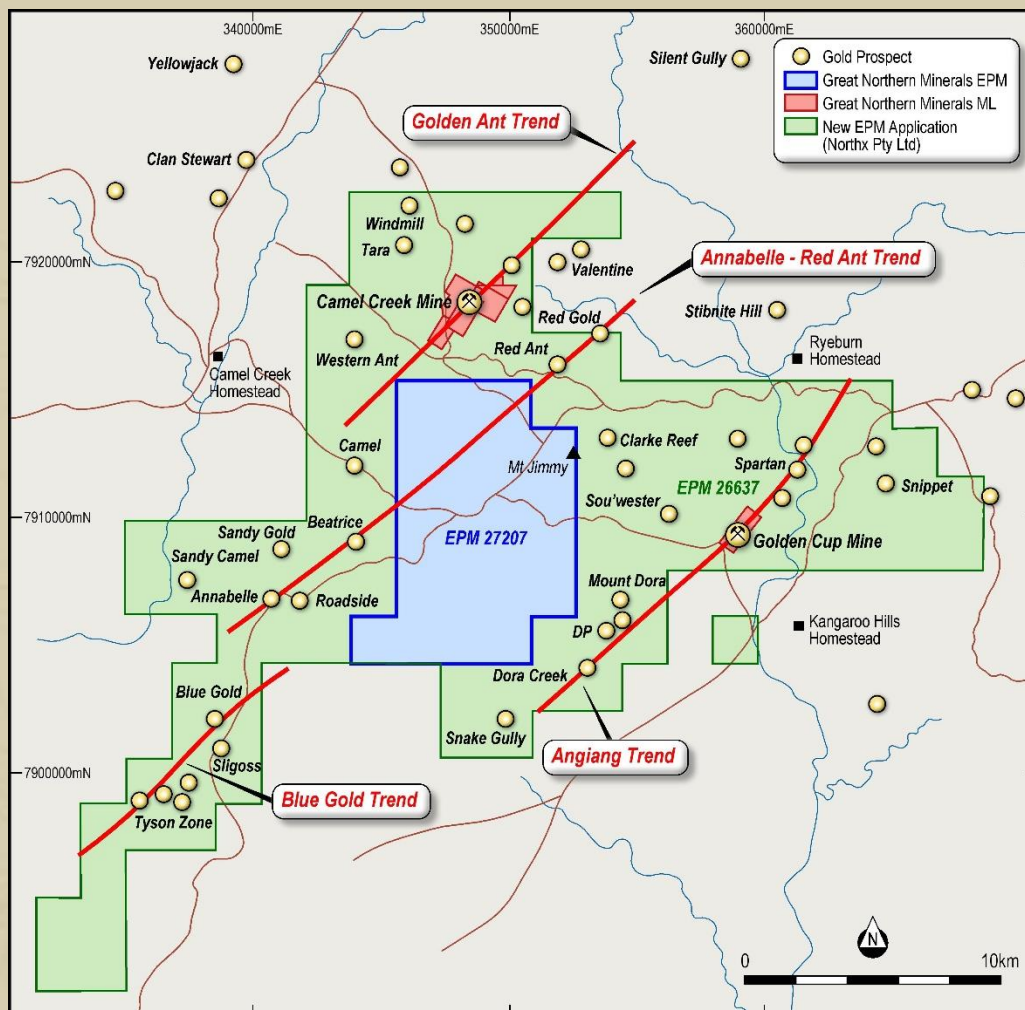 340000mE
350000mE
360000mE
Yellowjack
Silent Gully
Gold Prospect
Great Northern Minerals EPM
Great Northern Minerals ML
New EPM Application
(Northx Pty Ltd)
Golden Ant Trend
Clan Stewart
Windmill
Tara
7920000mN
Valentine
Annabelle - Red Ant Trend
Camel Creek Mine
Red Gold
Stibnite Hill
Western Ant
Red Ant
Ryeburn
Homestead
Camel Creek
Homestead
Camel
Clarke Reef
Mt Jimmy
Spartan
EPM 26637
Snippet
Sou'wester
7910000mN
Beatrice
Sandy Gold
EPM 27207
Golden Cup Mine
Sandy Camel
Annabelle
Roadside
Mount Dora
DP
Kangaroo Hills
Homestead
Dora Creek
Blue Gold
Snake Gully
Sligoss
Angiang Trend
7900000mN
Blue Gold Trend
Tyson Zone
N
0
10km